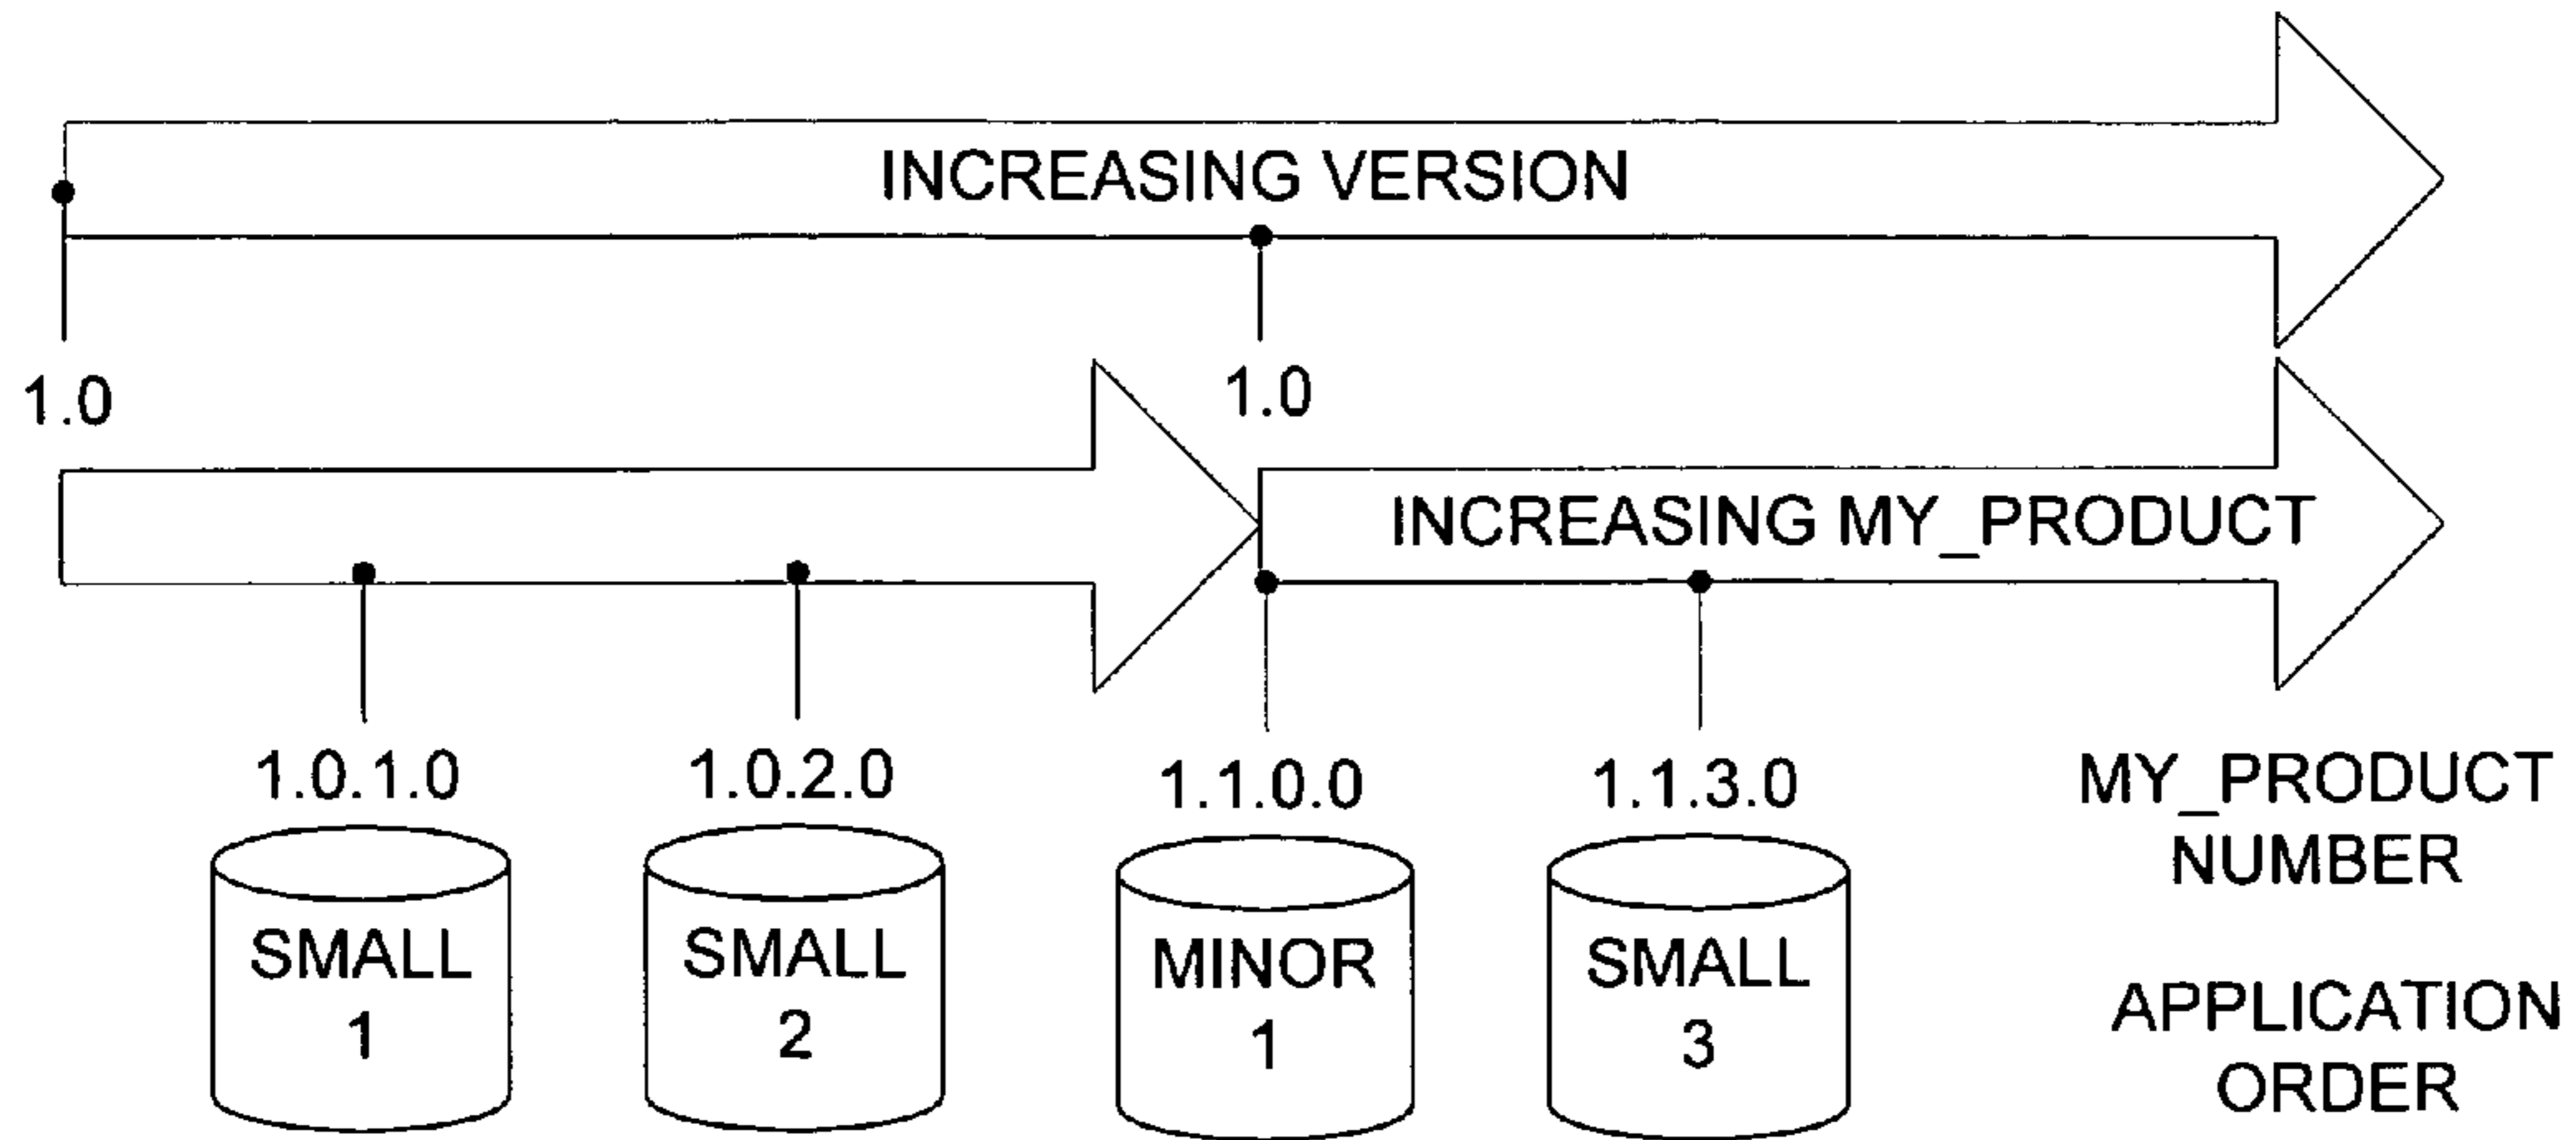 INCREASING VERSION
1.0
1.0
INCREASING MY_PRODUCT
1.0.1.0
1.0.2.0
1.1.0.0
1.1.3.0
MY_PRODUCT
NUMBER
SMALL
1
SMALL
2
MINOR
1
SMALL
3
APPLICATION
ORDER